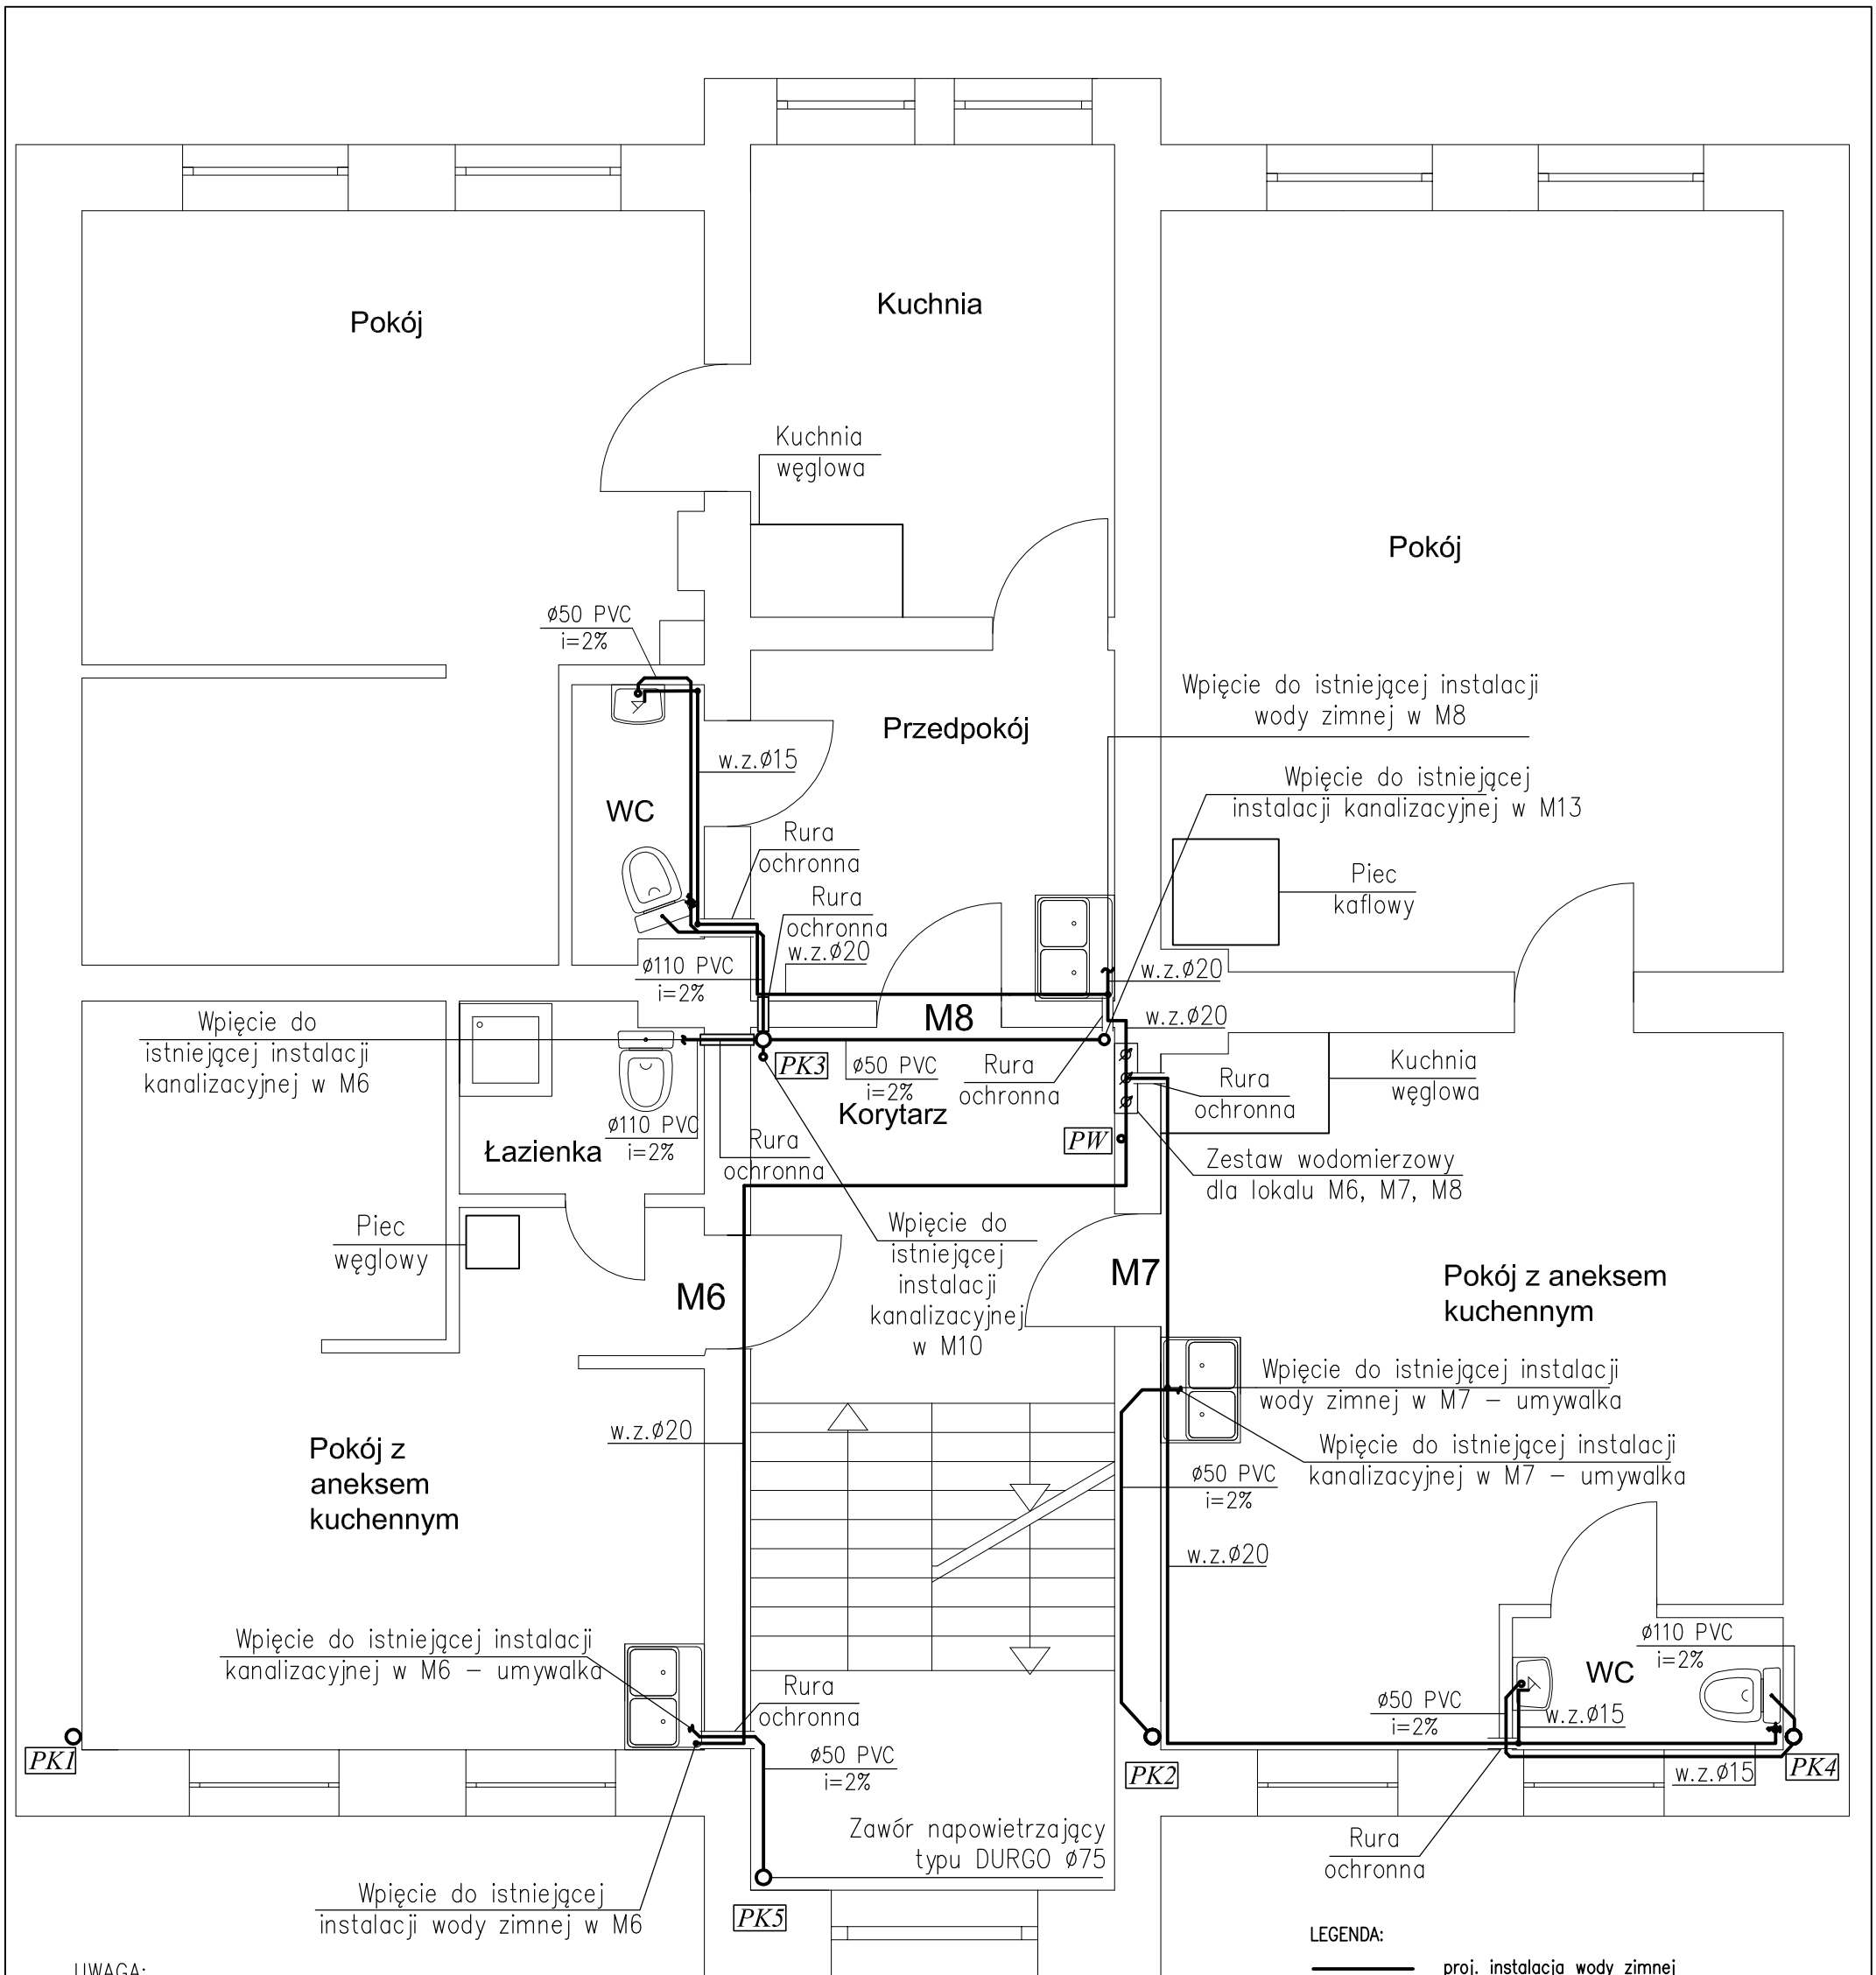 Pokój
Kuchnia
Kuchnia
węglowa
Pokój
ø50 PVC
i=2%
Wpięcie do istniejącej instalacji
wody zimnej w M8
Przedpokój
w.z.ø15
Wpięcie do istniejącej
instalacji kanalizacyjnej w M13
WC
Rura
ochronna
Piec
kaflowy
Rura
ochronna
w.z.ø20
ø110 PVC
i=2%
w.z.ø20
M8
w.z.ø20
Wpięcie do
istniejącej instalacji
kanalizacyjnej w M6
PK3
ø50 PVC
i=2%
Rura
ochronna
Rura
ochronna
Kuchnia
węglowa
Korytarz
ø110 PVC
i=2%
Łazienka
Rura
ochronna
PW
Zestaw wodomierzowy
dla lokalu M6, M7, M8
Piec
węglowy
Wpięcie do
istniejącej
instalacji
kanalizacyjnej
w M10
M6
M7
Pokój z aneksem
kuchennym
Wpięcie do istniejącej instalacji
wody zimnej w M7 – umywalka
w.z.ø20
Pokój z
aneksem
kuchennym
Wpięcie do istniejącej instalacji
kanalizacyjnej w M7 – umywalka
ø50 PVC
i=2%
w.z.ø20
Wpięcie do istniejącej instalacji
kanalizacyjnej w M6 – umywalka
ø110 PVC
i=2%
WC
Rura
ochronna
ø50 PVC
i=2%
w.z.ø15
PK1
ø50 PVC
i=2%
PK2
w.z.ø15
PK4
Zawór napowietrzający
typu DURGO ø75
Rura
ochronna
Wpięcie do istniejącej
instalacji wody zimnej w M6
PK5
LEGENDA:
UWAGA:
proj. instalacja wody zimnej